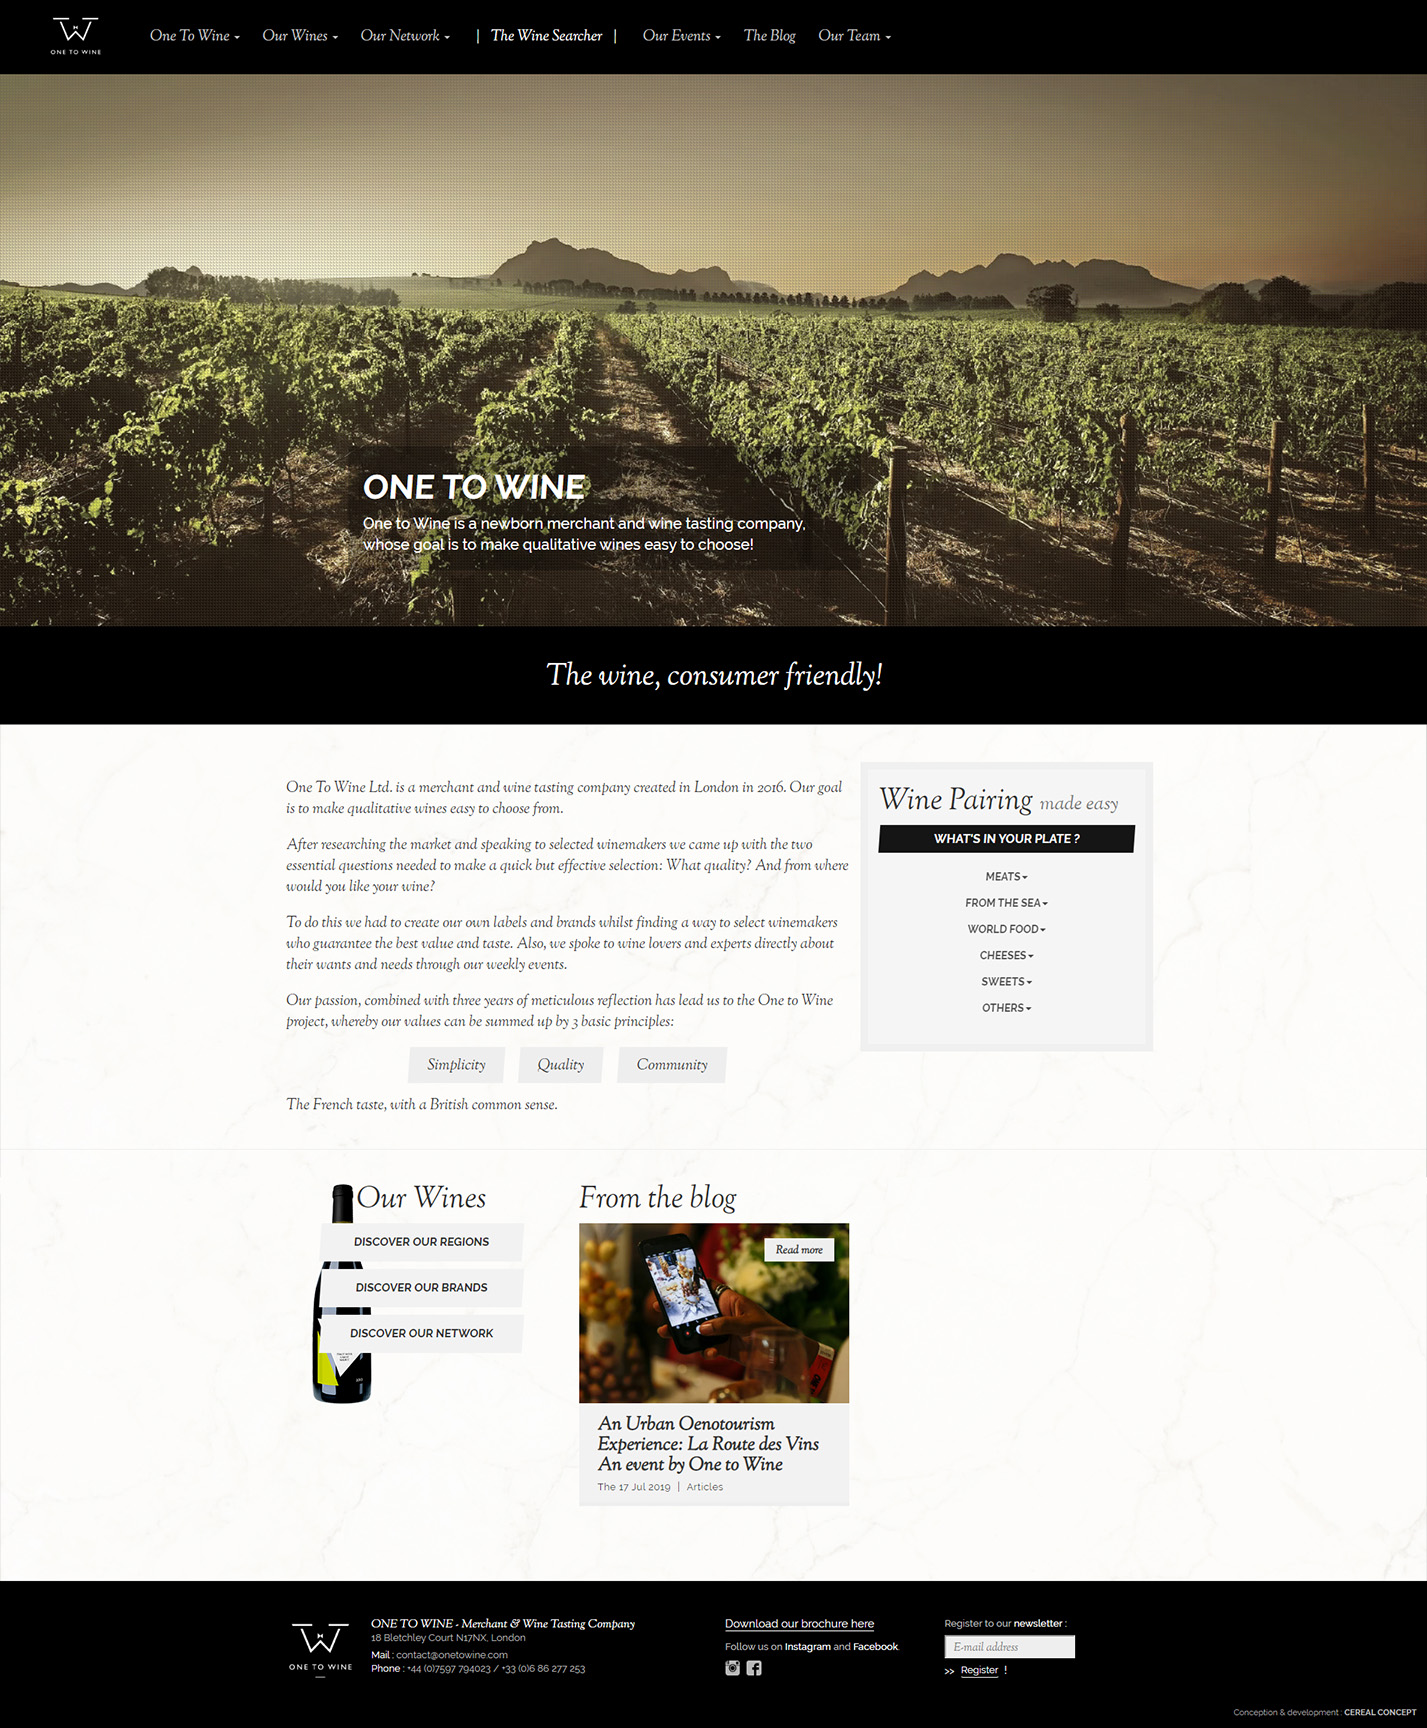 ONE TO WINE
One To Wine
Our Wines
Our Network
| The Wine Searcher |
Our Events
The Blog
Our Team
ONE TO WINE
One to Wine is a newborn merchant and wine tasting company,
whose goal is to make qualitative wines easy to choose!
The wine, consumer friendly!
One To Wine Ltd. is a merchant and wine tasting company created in London in 2016. Our goal
is to make qualitative wines easy to choose from.
After researching the market and speaking to selected winemakers we came up with the two
essential questions needed to make a quick but effective selection: What quality? And from where
would you like your wine?
To do this we had to create our own labels and brands whilst finding a way to select winemakers
who guarantee the best value and taste. Also, we spoke to wine lovers and experts directly about
their wants and needs through our weekly events.
Our passion, combined with three years of meticulous reflection has lead us to the One to Wine
project, whereby our values can be summed up by 3 basic principles:
Simplicity
Quality
Community
The French taste, with a British common sense.
Wine Pairing made easy
WHAT'S IN YOUR PLATE ?
MEATS
FROM THE SEA
WORLD FOOD
CHEESES
SWEETS
OTHERS
Our Wines
DISCOVER OUR REGIONS
DISCOVER OUR BRANDS
DISCOVER OUR NETWORK
From the blog
Read more
An Urban Oenotourism
Experience: La Route des Vins
An event by One to Wine
The 17 Jul 2019 | Articles
ONE TO WINE
ONE TO WINE - Merchant & Wine Tasting Company
18 Bletchley Court N17NX, London
Mail : contact@onetowine.com
Phone : +44 (0)7597 794023 / +33 (0)6 86 277 253
Download our brochure here
Follow us on Instagram and Facebook.
Register to our newsletter :
E-mail address
>> Register !
Conception & development : CEREAL CONCEPT